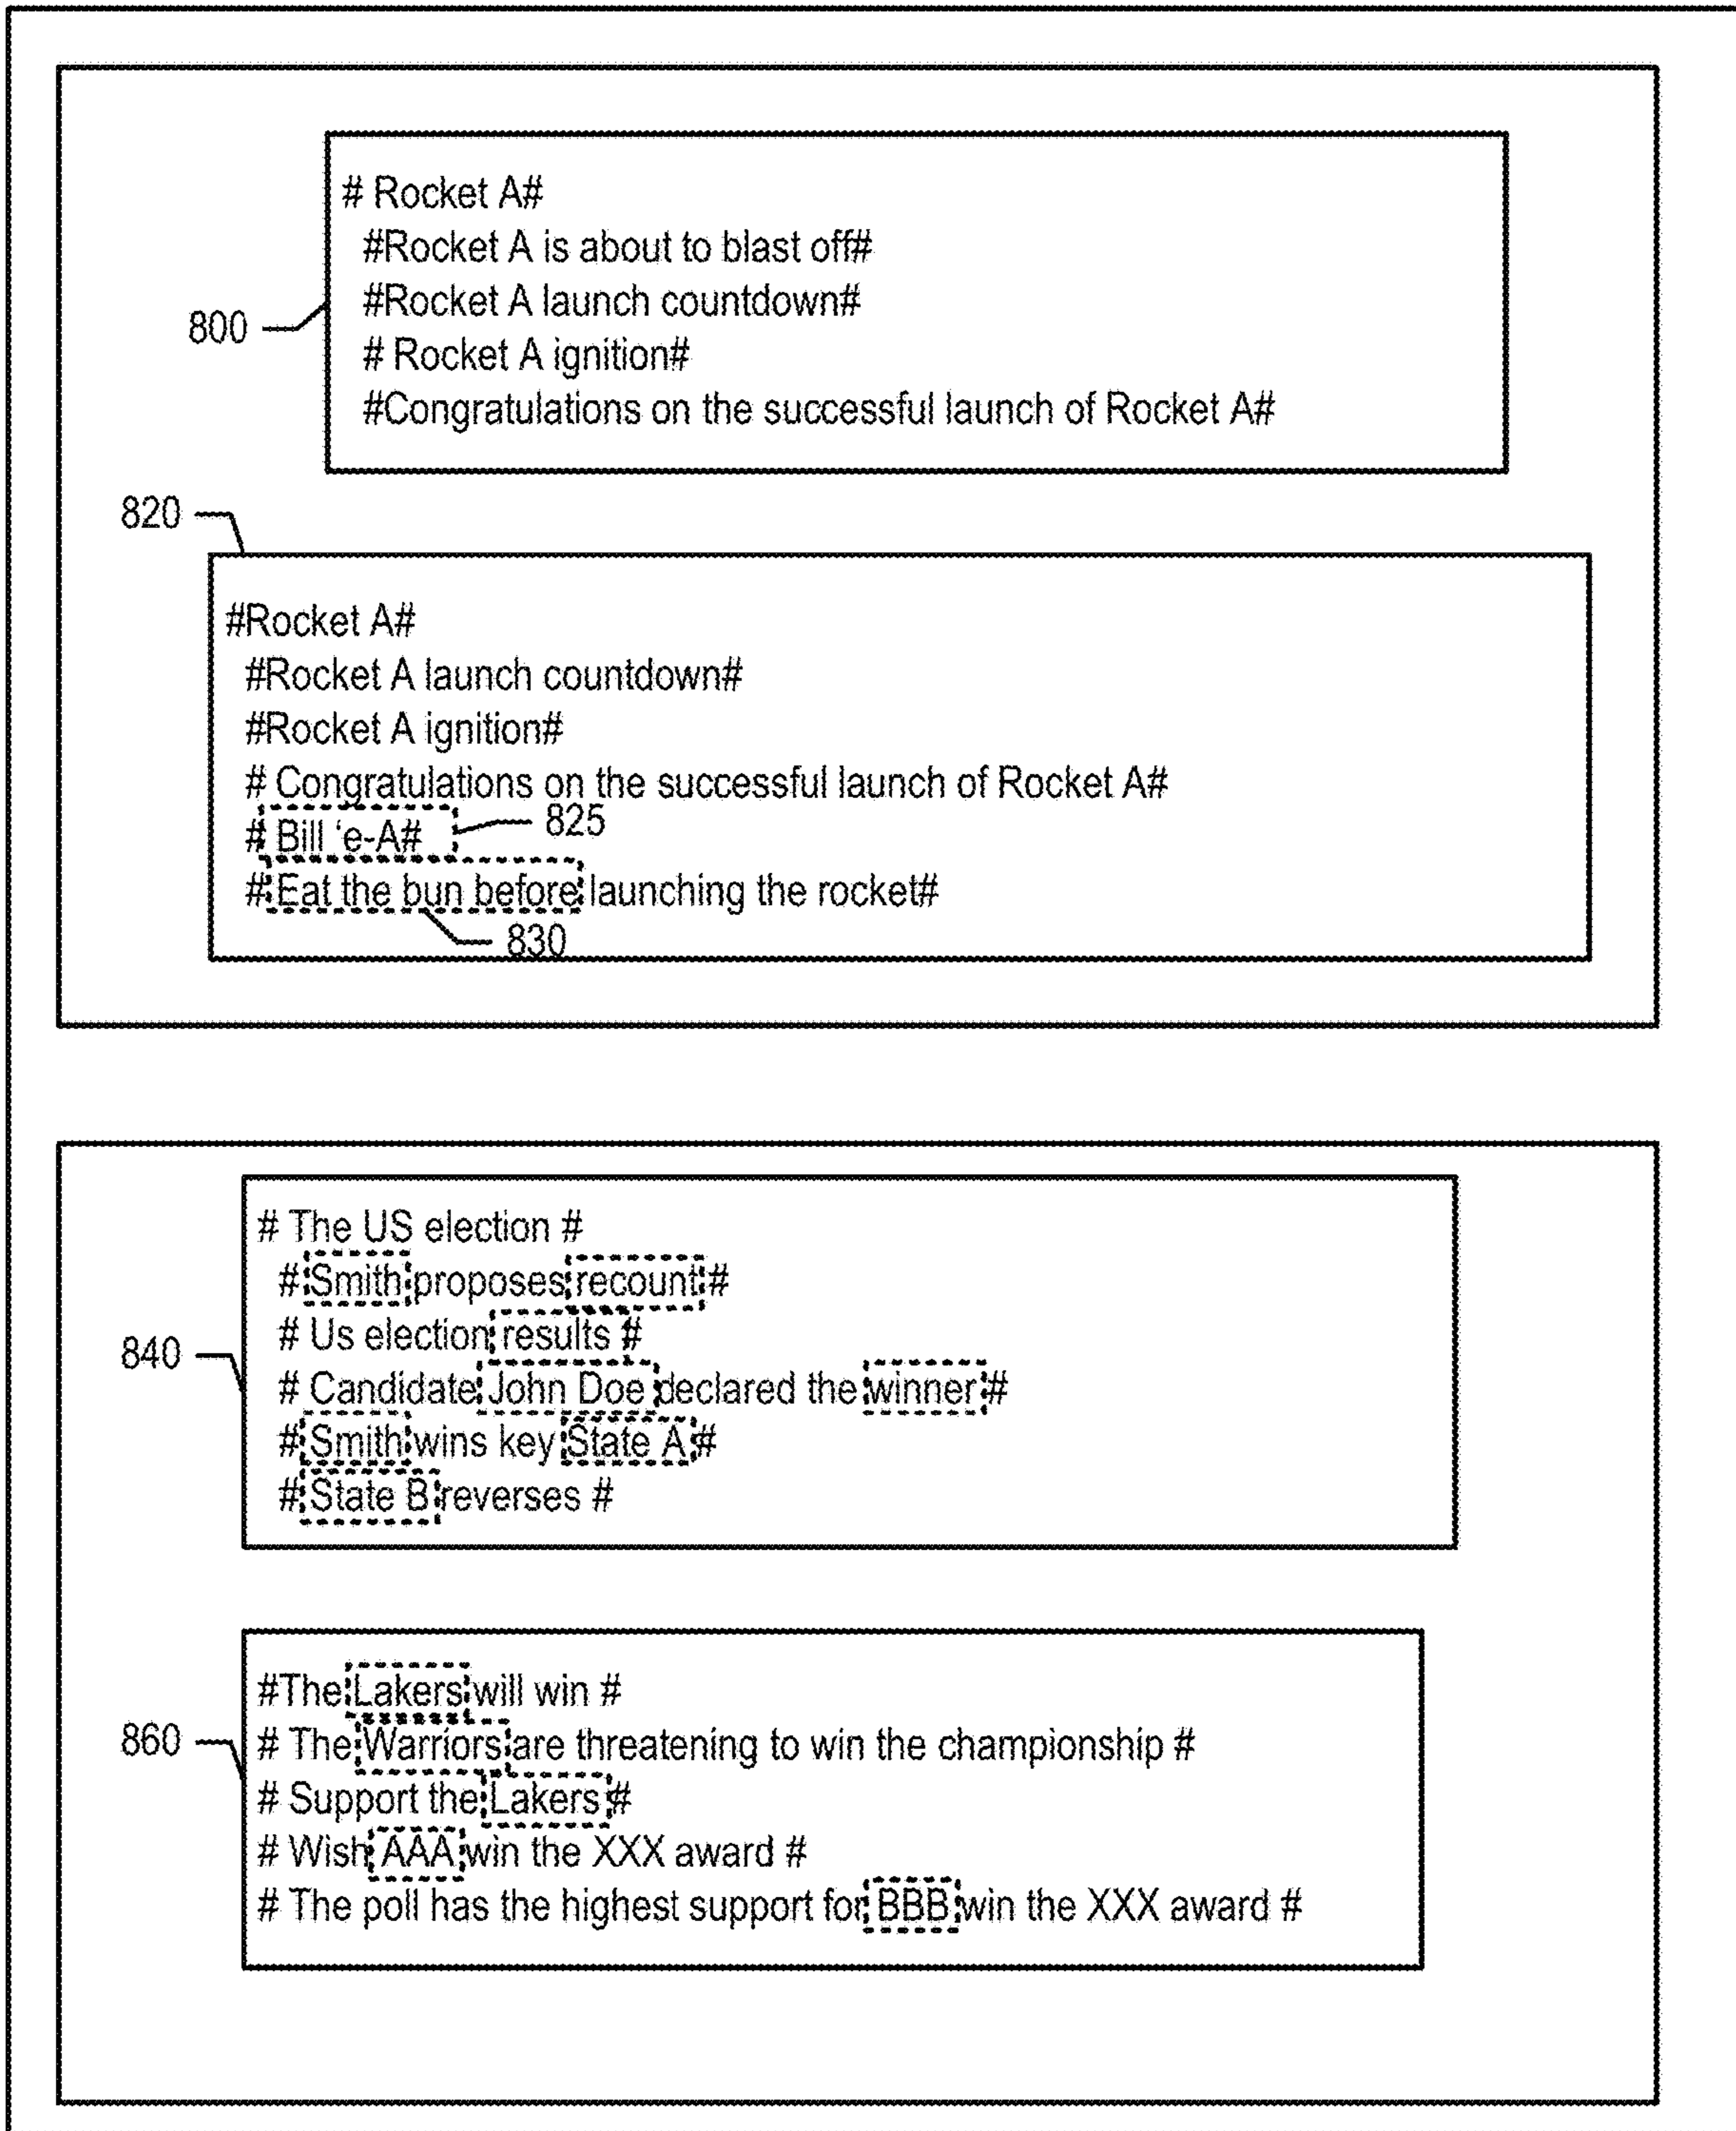 # Rocket A#
#Rocket A is about to blast off#
#Rocket A launch countdown#
800
# Rocket A ignition#
#Congratulations on the successful launch of Rocket A#
820
#Rocket A#
#Rocket A launch countdown#
#Rocket A ignition#
# Congratulations on the successful launch of Rocket A#
# Bill ‘e-A# 825
# Eat the bun before launching the rocket#
830
# The US election #
# Smith proposes recount #
# Us election results #
840
# Candidate John Doe declared the winner #
# Smith wins key State A #
# State B reverses #
#The Lakers will win #
860 # The Warriors are threatening to win the championship #
# Support the Lakers #
# Wish AAA win the XXX award #
# The poll has the highest support for BBB win the XXX award #